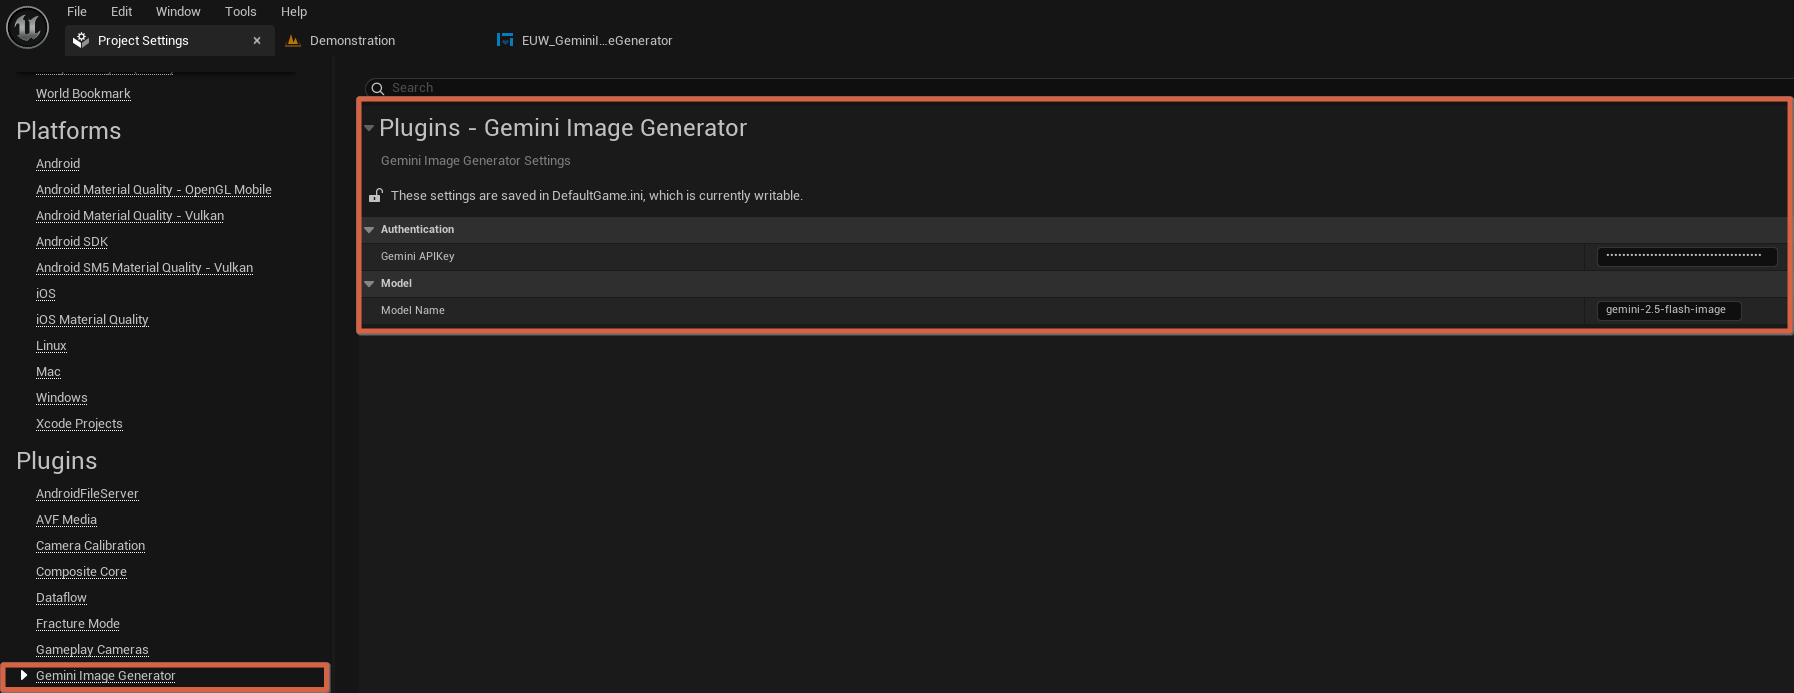 File Edit Window Tools Help
Project Settings
Demonstration
EUW_GeminiI...eGenerator
World Bookmark
Platforms
Android
Android Material Quality - OpenGL Mobile
Android Material Quality - Vulkan
Android SDK
Android SM5 Material Quality - Vulkan
iOS
iOS Material Quality
Linux
Mac
Windows
Xcode Projects
Plugins
AndroidFileServer
AVF Media
Camera Calibration
Composite Core
Dataflow
Fracture Mode
Gameplay Cameras
Gemini Image Generator
Search
Plugins - Gemini Image Generator
Gemini Image Generator Settings
These settings are saved in DefaultGame.ini, which is currently writable.
Authentication
Gemini APIKey
Model
Model Name
gemini-2.5-flash-image